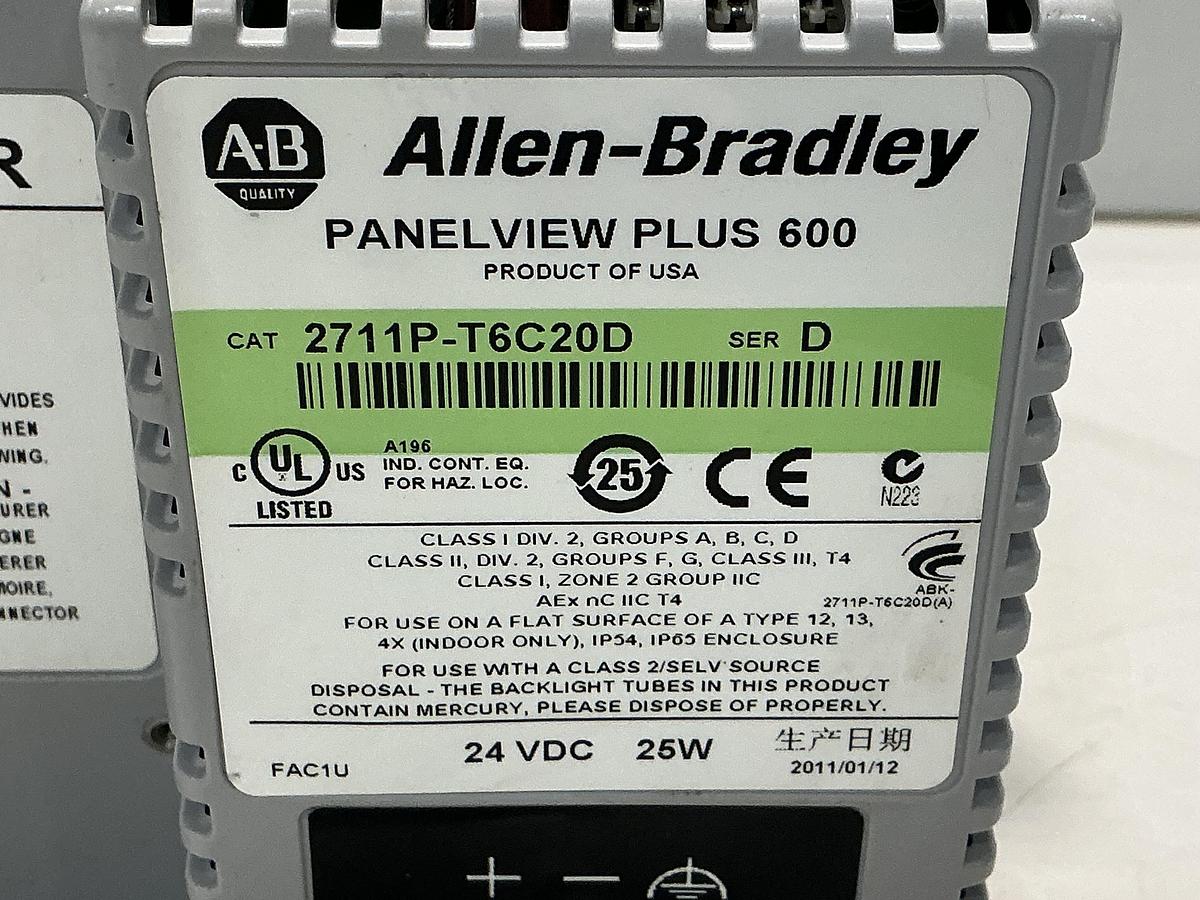 R
VIDES
HEN
WING.
N -
URER
GNE
ERER
MOIRE,
NNECTOR
A-B
QUALITY
Allen-Bradley
PANELVIEW PLUS 600
PRODUCT OF USA
CAT 2711P-T6C20D SER D
C UL US
LISTED
A196
IND. CONT. EQ.
FOR HAZ. LOC.
25
CE
N223
CLASS I DIV. 2, GROUPS A, B, C, D
CLASS II, DIV. 2, GROUPS F, G, CLASS III, T4
CLASS I, ZONE 2 GROUP IIC
AEx nC IIC T4
ABK-
2711P-T6C20D(A)
FOR USE ON A FLAT SURFACE OF A TYPE 12, 13,
4X (INDOOR ONLY), IP54, IP65 ENCLOSURE
FOR USE WITH A CLASS 2/SELV SOURCE
DISPOSAL - THE BACKLIGHT TUBES IN THIS PRODUCT
CONTAIN MERCURY, PLEASE DISPOSE OF PROPERLY.
FAC1U
24 VDC 25W
生产日期
2011/01/12
+ −